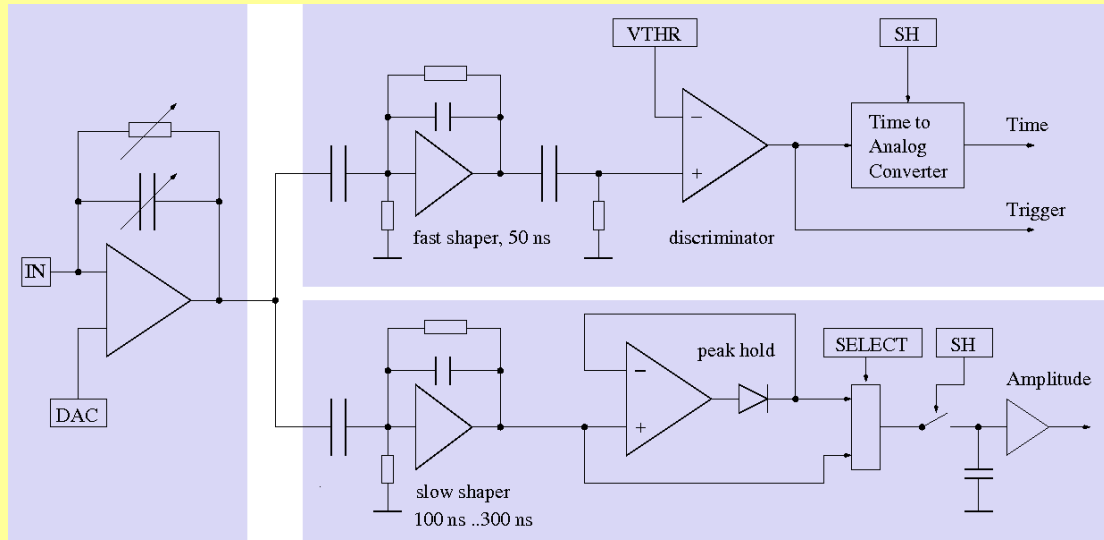 VTHR
SH
Time to
Analog
Converter
Time
Trigger
fast shaper, 50 ns
discriminator
IN
DAC
peak hold
SELECT
SH
Amplitude
slow shaper
100 ns ..300 ns